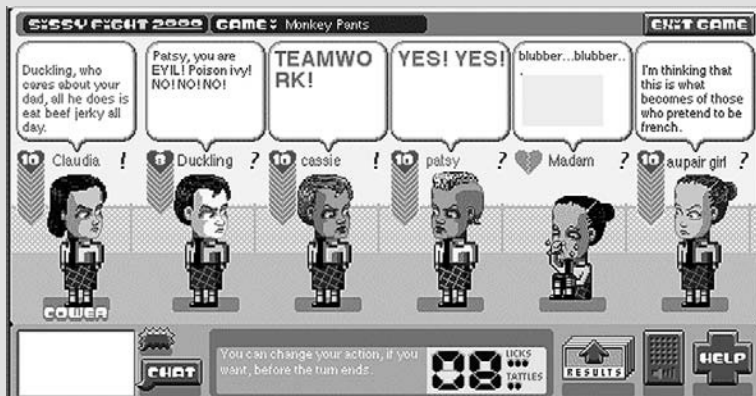 SiSSY FiGHT 2000 GAME: Monkey Pants EXIT GAME
Duckling, who
cares about your
dad, all he does is
eat beef jerky all
day.
Patsy, you are
EYIL! Poison ivy!
NO! NO! NO!
TEAMWO
RK!
YES! YES!
blubber...blubber..
.
I'm thinking that
this is what
becomes of those
who pretend to be
french.
10 Claudia !
8 Duckling ?
10 cassie !
10 patsy ?
Madam ?
10 aupair girl ?
COWER
CHAT
You can change your action, if you
want, before the turn ends.
88
LICKS
TATTLES
RESULTS
HELP